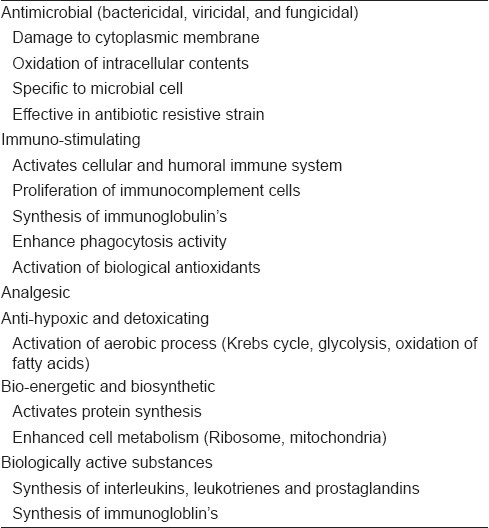 Antimicrobial (bactericidal, viricidal, and fungicidal)
Damage to cytoplasmic membrane
Oxidation of intracellular contents
Specific to microbial cell
Effective in antibiotic resistive strain
Immuno-stimulating
Activates cellular and humoral immune system
Proliferation of immunocomplement cells
Synthesis of immunoglobulin's
Enhance phagocytosis activity
Activation of biological antioxidants
Analgesic
Anti-hypoxic and detoxicating
Activation of aerobic process (Krebs cycle, glycolysis, oxidation of
fatty acids)
Bio-energetic and biosynthetic
Activates protein synthesis
Enhanced cell metabolism (Ribosome, mitochondria)
Biologically active substances
Synthesis of interleukins, leukotrienes and prostaglandins
Synthesis of immunogloblin's